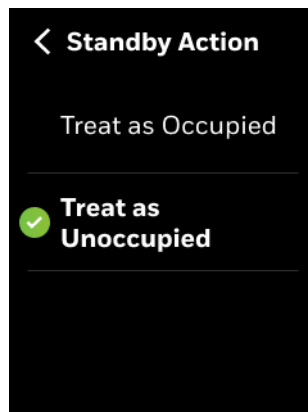 Standby Action
Treat as Occupied
Treat as
Unoccupied